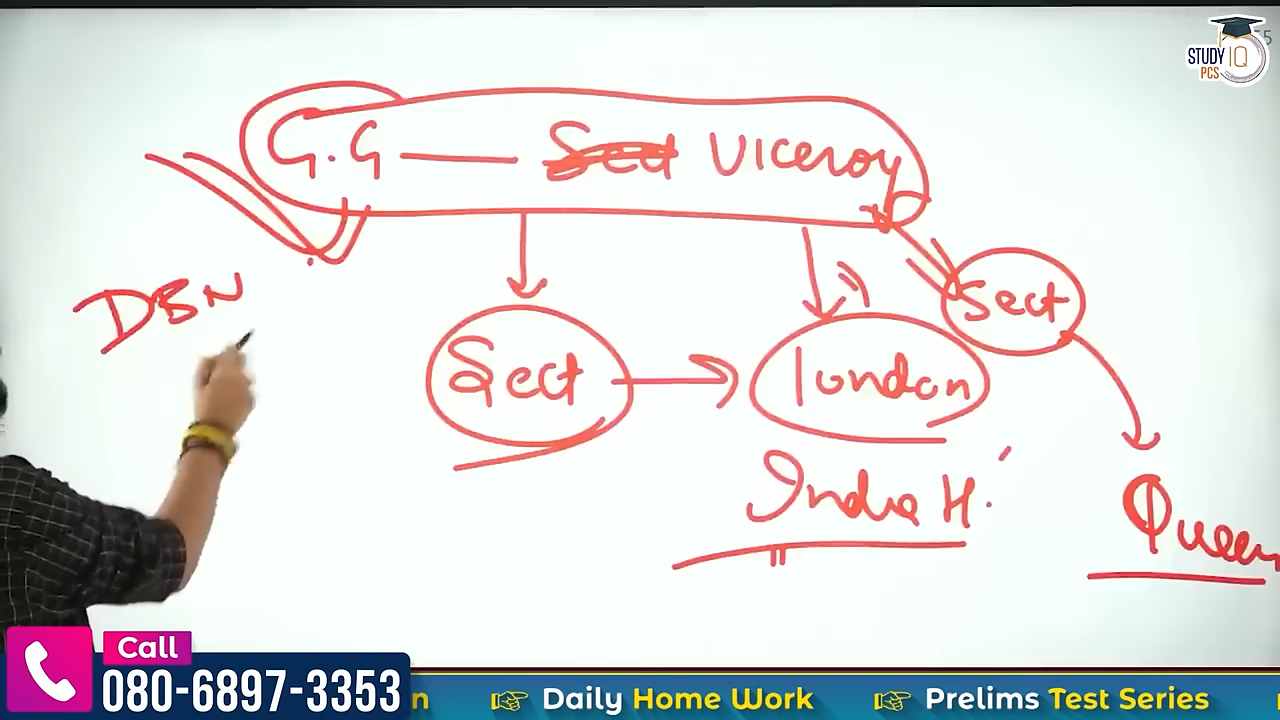 STUDY IQ
PCS
G.G — Sect Viceroy
Sect
DBN
Sect
London
India H.
Queen
Call
080-6897-3353
Daily Home Work
Prelims Test Series